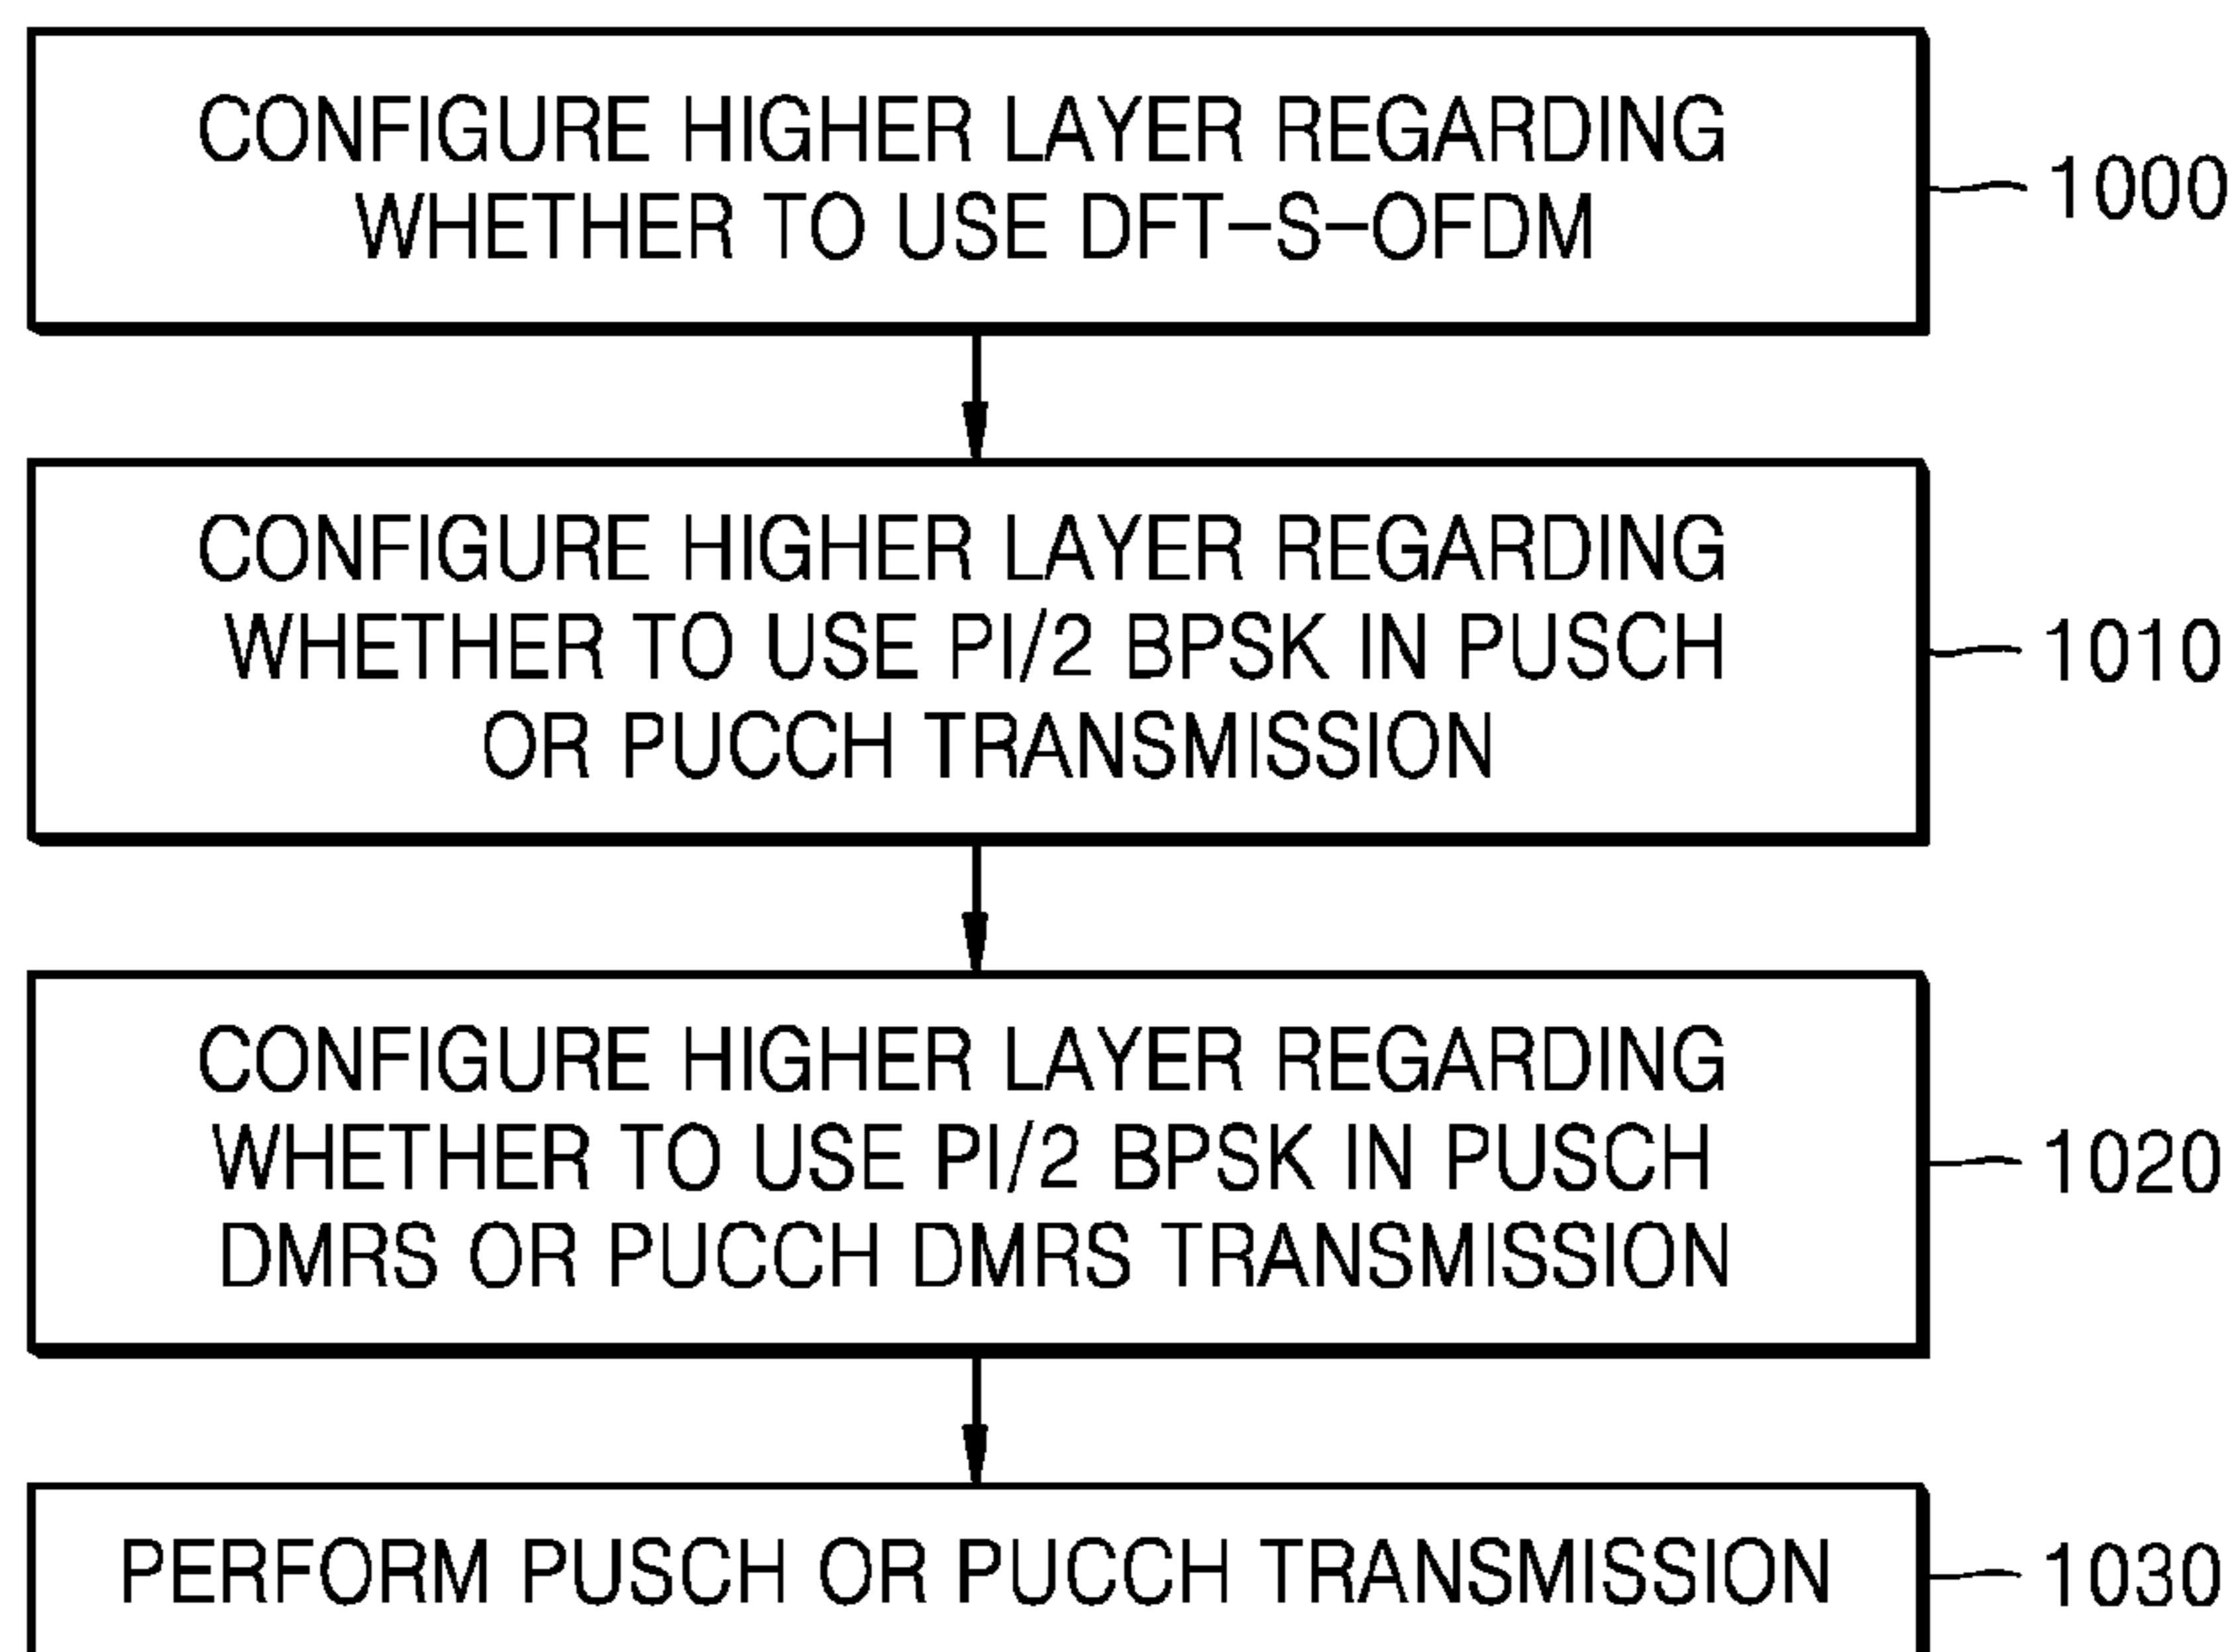 CONFIGURE HIGHER LAYER REGARDING
WHETHER TO USE DFT-S-OFDM
1000
CONFIGURE HIGHER LAYER REGARDING
WHETHER TO USE PI/2 BPSK IN PUSCH
OR PUCCH TRANSMISSION
1010
CONFIGURE HIGHER LAYER REGARDING
WHETHER TO USE PI/2 BPSK IN PUSCH
DMRS OR PUCCH DMRS TRANSMISSION
1020
PERFORM PUSCH OR PUCCH TRANSMISSION
1030